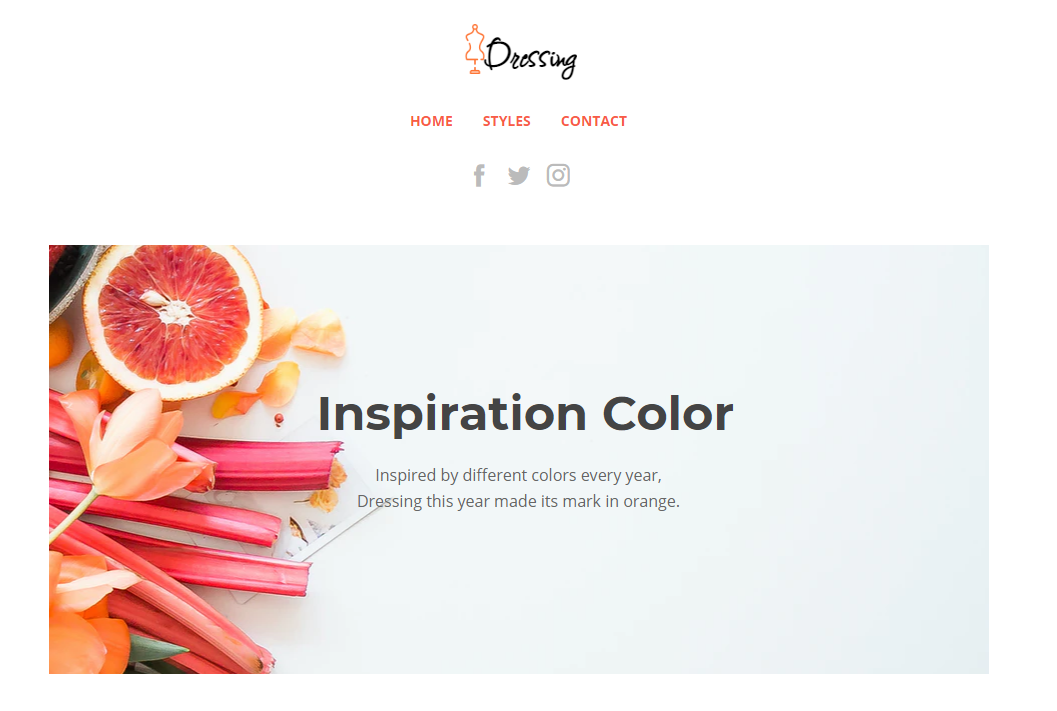 Dressing
HOME STYLES CONTACT
Inspiration Color
Inspired by different colors every year,
Dressing this year made its mark in orange.